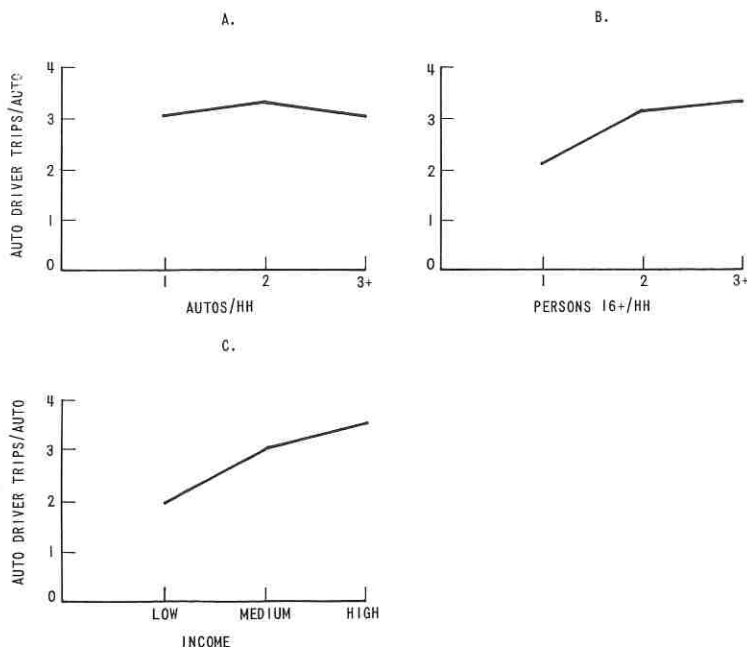 A.
AUTO DRIVER TRIPS/AUTO
4
3
2
1
0
1 2 3+
AUTOS/HH
B.
4
3
2
1
0
1 2 3+
PERSONS 16+/HH
C.
AUTO DRIVER TRIPS/AUTO
4
3
2
1
0
LOW MEDIUM HIGH
INCOME